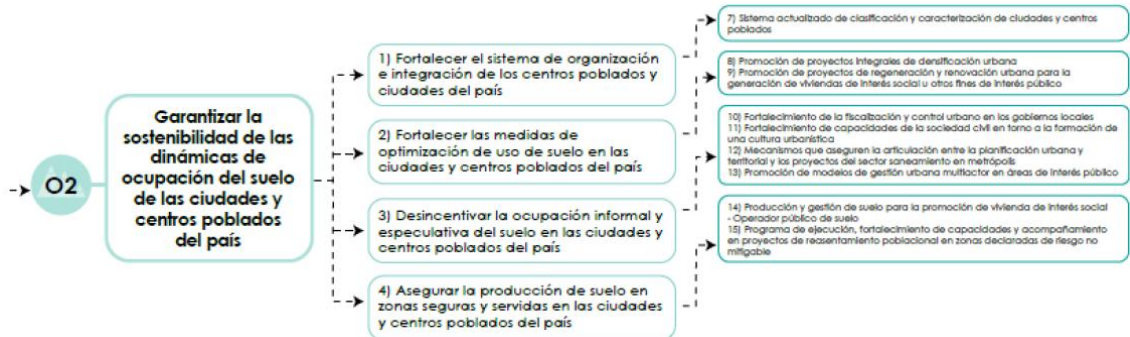 O2
Garantizar la
sostenibilidad de las
dinámicas de
ocupación del suelo
de las ciudades y
centros poblados
del país
1) Fortalecer el sistema de organización
e integración de los centros poblados y
ciudades del país
2) Fortalecer las medidas de
optimización de uso de suelo en las
ciudades y centros poblados del país
3) Desincentivar la ocupación informal y
especulativa del suelo en las ciudades y
centros poblados del país
4) Asegurar la producción de suelo en
zonas seguras y servidas en las ciudades
y centros poblados del país
7) Sistema actualizado de clasificación y caracterización de ciudades y centros
poblados
8) Promoción de proyectos integrales de densificación urbana
9) Promoción de proyectos de regeneración y renovación urbana para la
generación de viviendas de interés social u otros fines de interés público
10) Fortalecimiento de la fiscalización y control urbano en los gobiernos locales
11) Fortalecimiento de capacidades de la sociedad civil en torno a la formación de
una cultura urbanística
12) Mecanismos que aseguren la articulación entre la planificación urbana y
territorial y los proyectos del sector saneamiento en metrópolis
13) Promoción de modelos de gestión urbana multiactor en áreas de interés público
14) Producción y gestión de suelo para la promoción de vivienda de interés social
- Operador público de suelo
15) Programa de ejecución, fortalecimiento de capacidades y acompañamiento
en proyectos de reasentamiento poblacional en zonas declaradas de riesgo no
mitigable